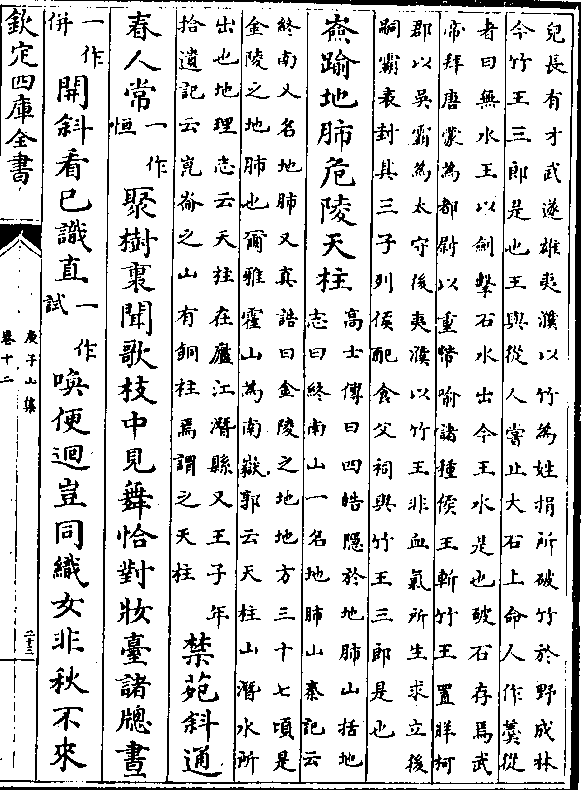 兒長有才武遂雄夷濮以竹為姓捐所破竹於野成林
今竹王三郎是也王與從人嘗止大石上命人作羹從
者曰無水王以劍擊石水出今王水是也破石存焉武
帝拜唐蒙為都尉以重幣喻諸種侯王斬竹王置牂柯
郡以吳霸為太守後夷濮以竹王非血氣所生求立後
嗣霸表封其三子列侯配食父祠與竹王三郎是也
崤踰地肺危陵天柱
高士傳曰四皓隱於地肺山括地
志曰終南山一名地肺山秦記云
終南又名地肺又真誥曰金陵之地地方三十七頃是
金陵之地肺也爾雅霍山為南嶽郭云天柱山潛水所
出也地理志云天柱在廬江潛縣又王子年
拾遺記云崑崙之山有銅柱焉謂之天柱
禁苑斜通
春人常一作恒聚樹裏聞歌枝中見舞恰對妝臺諸牕晝
一作併開斜看已識直一作試喚便迴豈同織女非秋不來
欽定四庫全書
庾子山集
卷十二
二十三